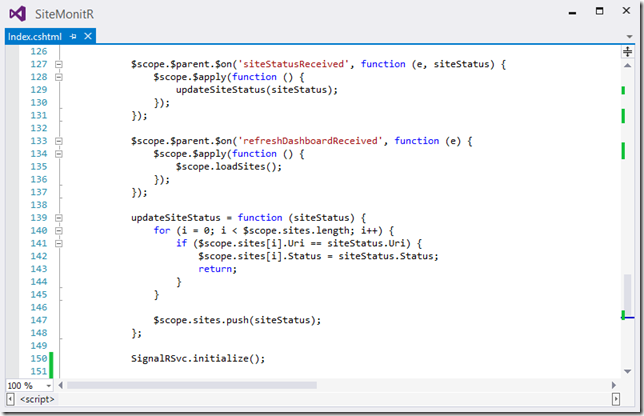 SiteMonitR
Index.cshtml
126
127 $scope.$parent.$on('siteStatusReceived', function (e, siteStatus) {
128 $scope.$apply(function () {
129 updateSiteStatus(siteStatus);
130 });
131 });
132
133 $scope.$parent.$on('refreshDashboardReceived', function (e) {
134 $scope.$apply(function () {
135 $scope.loadSites();
136 });
137 });
138
139 updateSiteStatus = function (siteStatus) {
140 for (i = 0; i < $scope.sites.length; i++) {
141 if ($scope.sites[i].Uri == siteStatus.Uri) {
142 $scope.sites[i].Status = siteStatus.Status;
143 return;
144 }
145 }
146
147 $scope.sites.push(siteStatus);
148 };
149
150 SignalRSvc.initialize();
151
100 %
<script>